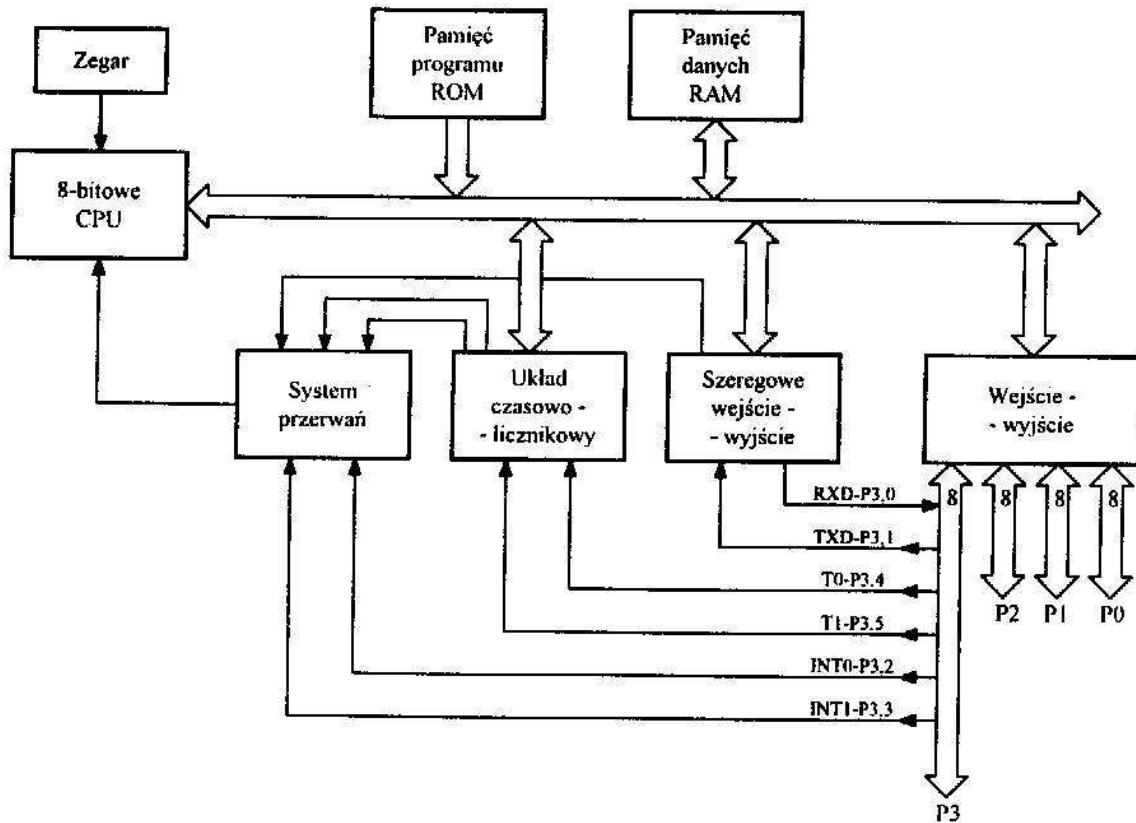 Zegar
Pamięć
programu
ROM
Pamięć
danych
RAM
8-bitowe
CPU
System
przerwań
Układ
czasowo -
- licznikowy
Szeregowe
wejście -
- wyjście
Wejście -
- wyjście
RXD-P3,0
8
8
8
8
TXD-P3,1
T0-P3,4
P2
P1
P0
T1-P3,5
INT0-P3,2
INT1-P3,3
P3